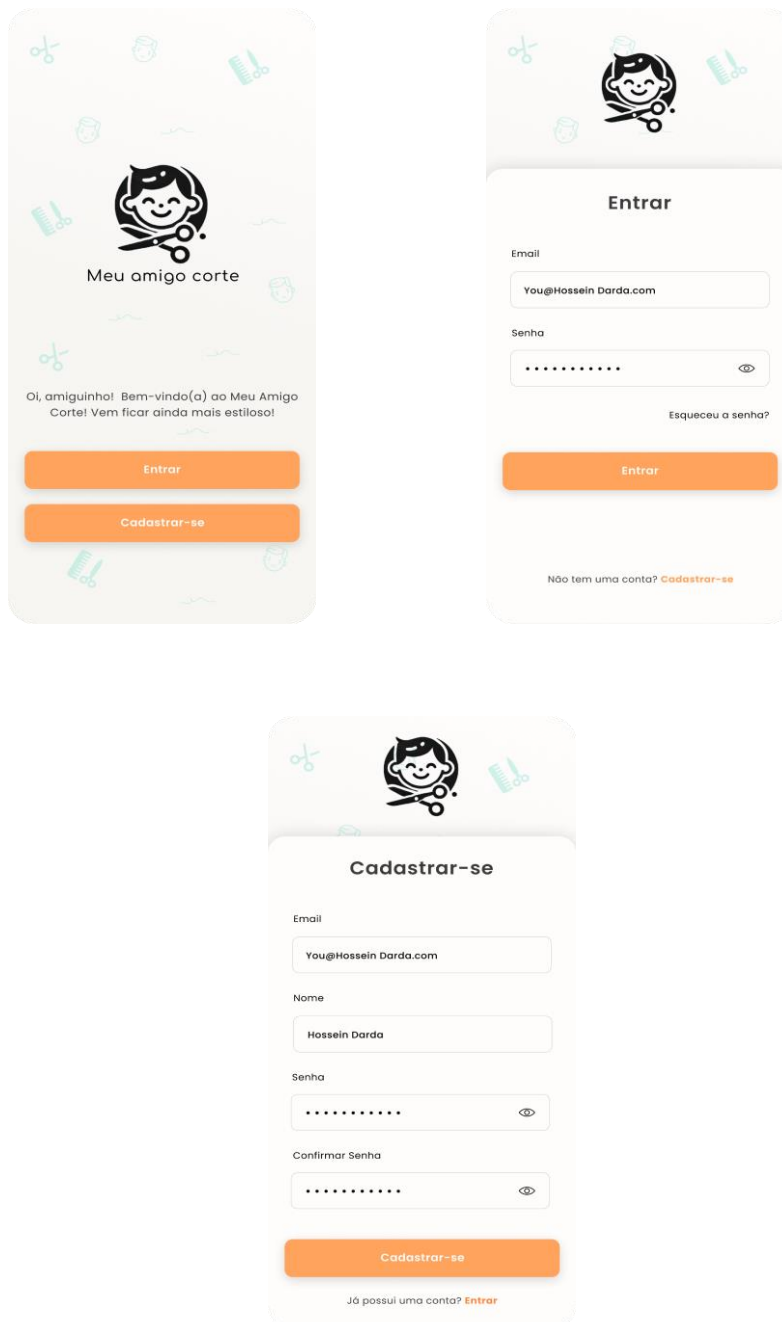 Meu amigo corte
Oi, amiguinho! Bem-vindo(a) ao Meu Amigo
Corte! Vem ficar ainda mais estiloso!
Entrar
Cadastrar-se
Entrar
Email
You@Hossein Darda.com
Senha
•••••••••••
Esqueceu a senha?
Entrar
Não tem uma conta? Cadastrar-se
Cadastrar-se
Email
You@Hossein Darda.com
Nome
Hossein Darda
Senha
•••••••••••
Confirmar Senha
•••••••••••
Cadastrar-se
Já possui uma conta? Entrar